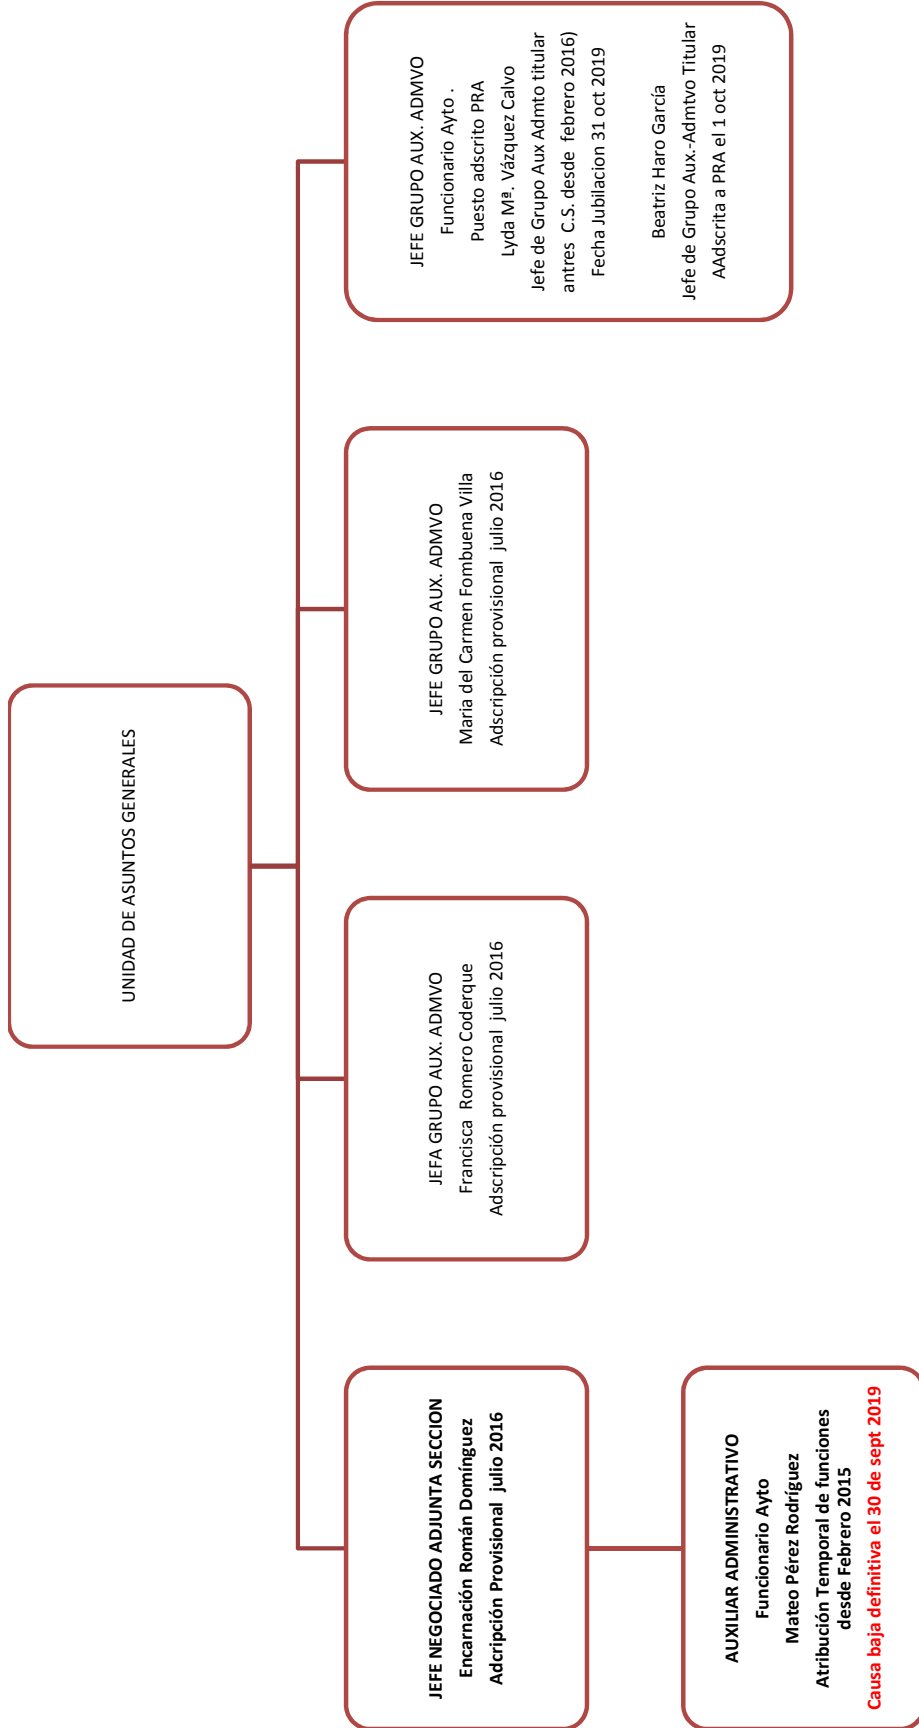 UNIDAD DE ASUNTOS GENERALES
JEFE NEGOCIADO ADJUNTA SECCION
Encarnación Román Domínguez
Adcripción Provisional julio 2016
AUXILIAR ADMINISTRATIVO
Funcionario Ayto
Mateo Pérez Rodríguez
Atribución Temporal de funciones
desde Febrero 2015
Causa baja definitiva el 30 de sept 2019
JEFA GRUPO AUX. ADMVO
Francisca Romero Coderque
Adscripción provisional julio 2016
JEFE GRUPO AUX. ADMVO
Maria del Carmen Fombuena Villa
Adscripción provisional julio 2016
JEFE GRUPO AUX. ADMVO
Funcionario Ayto .
Puesto adscrito PRA
Lyda Mª. Vázquez Calvo
Jefe de Grupo Aux Admto titular
antres C.S. desde febrero 2016)
Fecha Jubilacion 31 oct 2019
Beatriz Haro García
Jefe de Grupo Aux.-Admtvo Titular
AAdscrita a PRA el 1 oct 2019